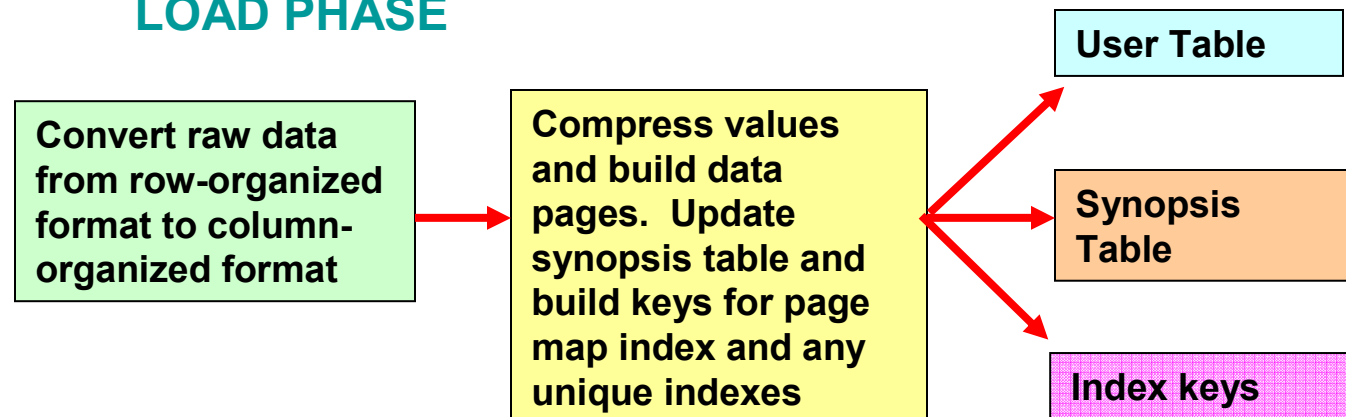 LOAD PHASE
User Table
Convert raw data
from row-organized
format to column-
organized format
Compress values
and build data
pages.  Update
synopsis table and
build keys for page
map index and any
unique indexes
Synopsis
Table
Index keys